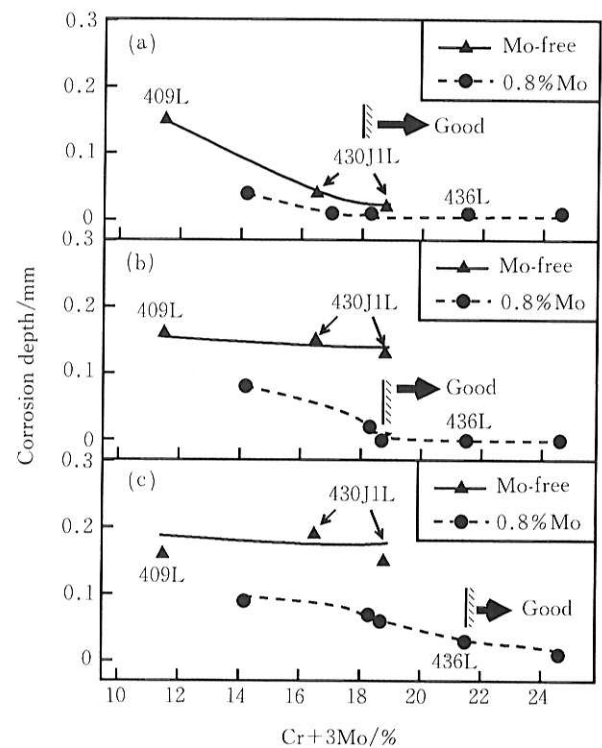 0.3
(a)
Mo-free
0.8%Mo
0.2
409L
Good
0.1
430J1L
436L
0
0.3
(b)
Mo-free
0.8%Mo
0.2
409L
430J1L
Good
0.1
436L
0
0.3
(c)
Mo-free
0.8%Mo
430J1L
0.2
409L
Good
0.1
436L
0
Corrosion depth/mm
10 12 14 16 18 20 22 24
Cr+3Mo/%